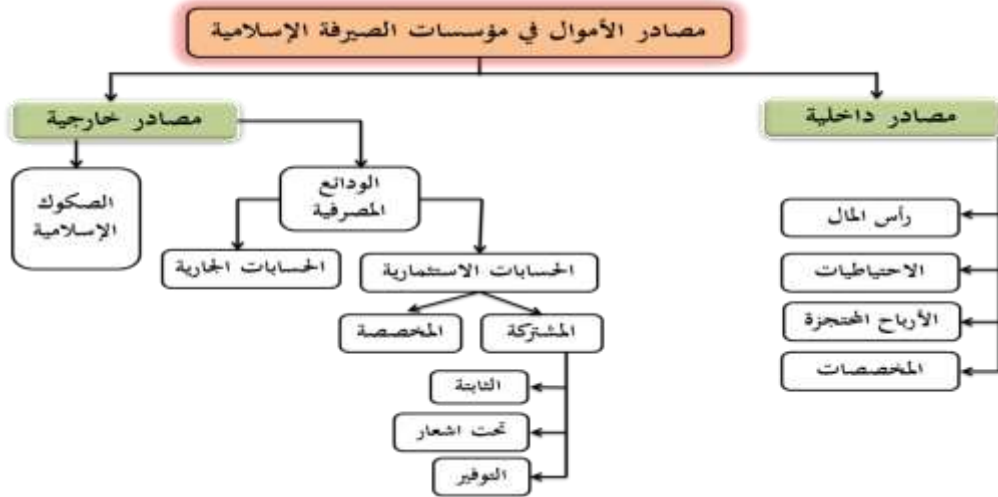 مصادر الأموال في مؤسسات الصيرفة الإسلامية
مصادر داخلية
رأس المال
الاحتياطيات
الأرباح المحتجزة
المخصصات
مصادر خارجية
الودائع
المصرفية
الحسابات الاستثمارية
المشتركة
الثابتة
تحت اشعار
التوفير
المخصصة
الحسابات الجارية
الصكوك
الإسلامية